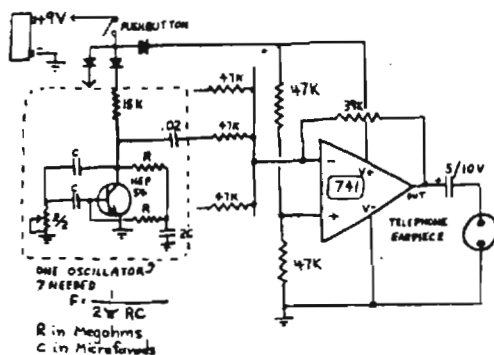 +9V
PUSHBUTTON
15K
.02
47K
47K
47K
47K
39K
C
C
R
R
R/2
2C
HEP
741
-
+
V+
V-
OUT
5/10V
+
TELEPHONE
EARPIECE
47K
ONE OSCILLATOR
7 NEEDED
F = 1
2π RC
R in Megohms
C in Microfarads